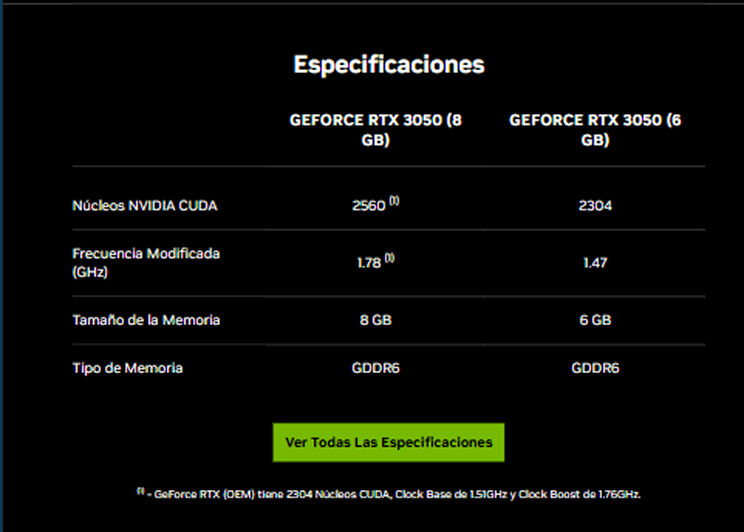 Especificaciones
GEFORCE RTX 3050 (8 GB)
GEFORCE RTX 3050 (6 GB)
Núcleos NVIDIA CUDA 2560 (1) 2304
Frecuencia Modificada (GHz) 1.78 (1) 1.47
Tamaño de la Memoria 8 GB 6 GB
Tipo de Memoria GDDR6 GDDR6
Ver Todas Las Especificaciones
(1) - GeForce RTX (OEM) tiene 2304 Núcleos CUDA, Clock Base de 1.51GHz y Clock Boost de 1.76GHz.